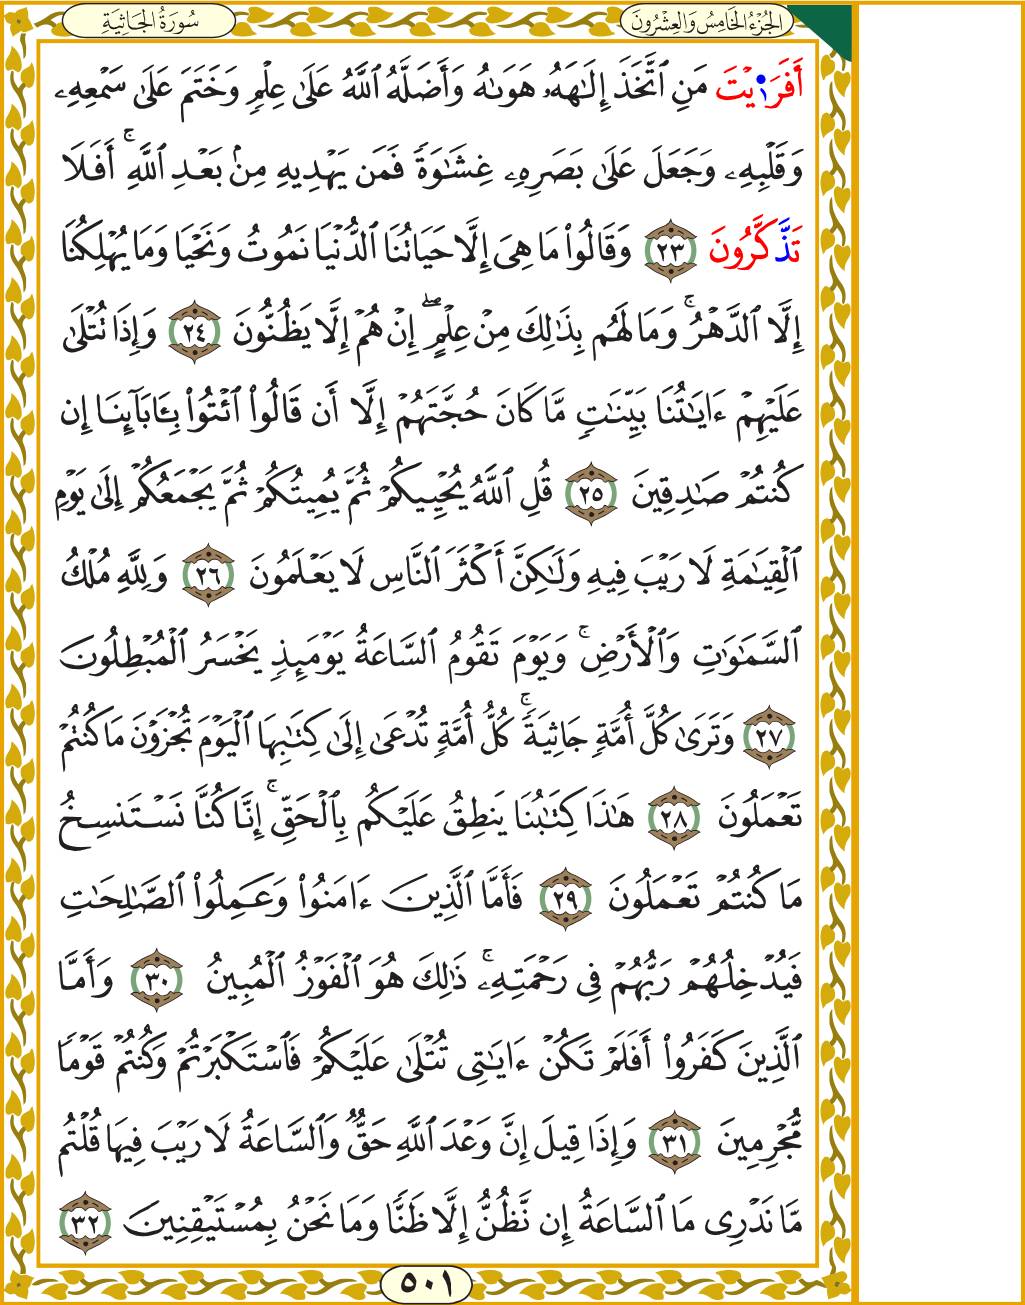 الجُزْءُ الخَامِسُ وَالعِشْرُونَ
سُورَةُ الجَاثِيَةِ
أَفَرَ•يْتَ مَنِ ٱتَّخَذَ إِلَٰهَهُۥ هَوَىٰهُ وَأَضَلَّهُ ٱللَّهُ عَلَىٰ عِلْمٖ وَخَتَمَ عَلَىٰ سَمْعِهِۦ
وَقَلْبِهِۦ وَجَعَلَ عَلَىٰ بَصَرِهِۦ غِشَٰوَةٗ فَمَن يَهْدِيهِ مِنۢ بَعْدِ ٱللَّهِۚ أَفَلَا
تَذَّكَّرُونَ ٢٣ وَقَالُواْ مَا هِىَ إِلَّا حَيَاتُنَا ٱلدُّنْيَا نَمُوتُ وَنَحْيَا وَمَا يُهْلِكُنَا
إِلَّا ٱلدَّهْرُۚ وَمَا لَهُم بِذَٰلِكَ مِنْ عِلْمٍۖ إِنْ هُمْ إِلَّا يَظُنُّونَ ٢٤ وَإِذَا تُتْلَىٰ
عَلَيْهِمْ ءَايَٰتُنَا بَيِّنَٰتٖ مَّا كَانَ حُجَّتَهُمْ إِلَّا أَن قَالُواْ ٱئْتُواْ بِـَٔابَآئِنَا إِن
كُنتُمْ صَٰدِقِينَ ٢٥ قُلِ ٱللَّهُ يُحْيِيكُمْ ثُمَّ يُمِيتُكُمْ ثُمَّ يَجْمَعُكُمْ إِلَىٰ يَوْمِ
ٱلْقِيَٰمَةِ لَا رَيْبَ فِيهِ وَلَٰكِنَّ أَكْثَرَ ٱلنَّاسِ لَا يَعْلَمُونَ ٢٦ وَلِلَّهِ مُلْكُ
ٱلسَّمَٰوَٰتِ وَٱلْأَرْضِۚ وَيَوْمَ تَقُومُ ٱلسَّاعَةُ يَوْمَئِذٖ يَخْسَرُ ٱلْمُبْطِلُونَ
٢٧ وَتَرَىٰ كُلَّ أُمَّةٖ جَاثِيَةٗۚ كُلُّ أُمَّةٖ تُدْعَىٰ إِلَىٰ كِتَٰبِهَا ٱلْيَوْمَ تُجْزَوْنَ مَا كُنتُمْ
تَعْمَلُونَ ٢٨ هَٰذَا كِتَٰبُنَا يَنطِقُ عَلَيْكُم بِٱلْحَقِّۚ إِنَّا كُنَّا نَسْتَنسِخُ
مَا كُنتُمْ تَعْمَلُونَ ٢٩ فَأَمَّا ٱلَّذِينَ ءَامَنُواْ وَعَمِلُواْ ٱلصَّٰلِحَٰتِ
فَيُدْخِلُهُمْ رَبُّهُمْ فِى رَحْمَتِهِۦۚ ذَٰلِكَ هُوَ ٱلْفَوْزُ ٱلْمُبِينُ ٣٠ وَأَمَّا
ٱلَّذِينَ كَفَرُواْ أَفَلَمْ تَكُنْ ءَايَٰتِى تُتْلَىٰ عَلَيْكُمْ فَٱسْتَكْبَرْتُمْ وَكُنتُمْ قَوْمٗا
مُّجْرِمِينَ ٣١ وَإِذَا قِيلَ إِنَّ وَعْدَ ٱللَّهِ حَقّٞ وَٱلسَّاعَةُ لَا رَيْبَ فِيهَا قُلْتُم
مَّا نَدْرِى مَا ٱلسَّاعَةُ إِن نَّظُنُّ إِلَّا ظَنّٗا وَمَا نَحْنُ بِمُسْتَيْقِنِينَ ٣٢
٥٠١